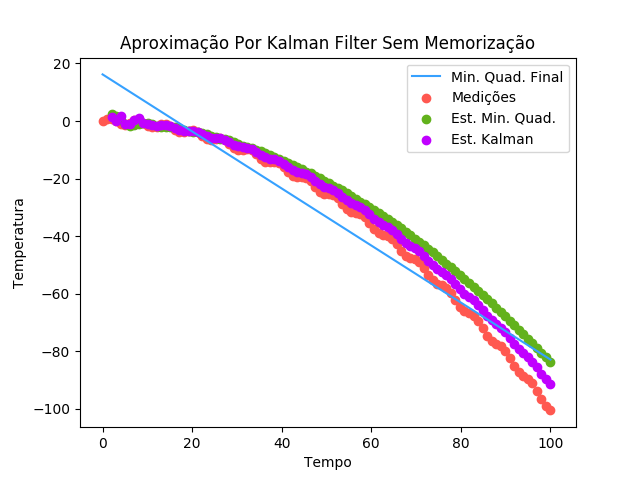 Aproximação Por Kalman Filter Sem Memorização
20
0
−20
−40
−60
−80
−100
Temperatura
Min. Quad. Final
Medições
Est. Min. Quad.
Est. Kalman
0 20 40 60 80 100
Tempo